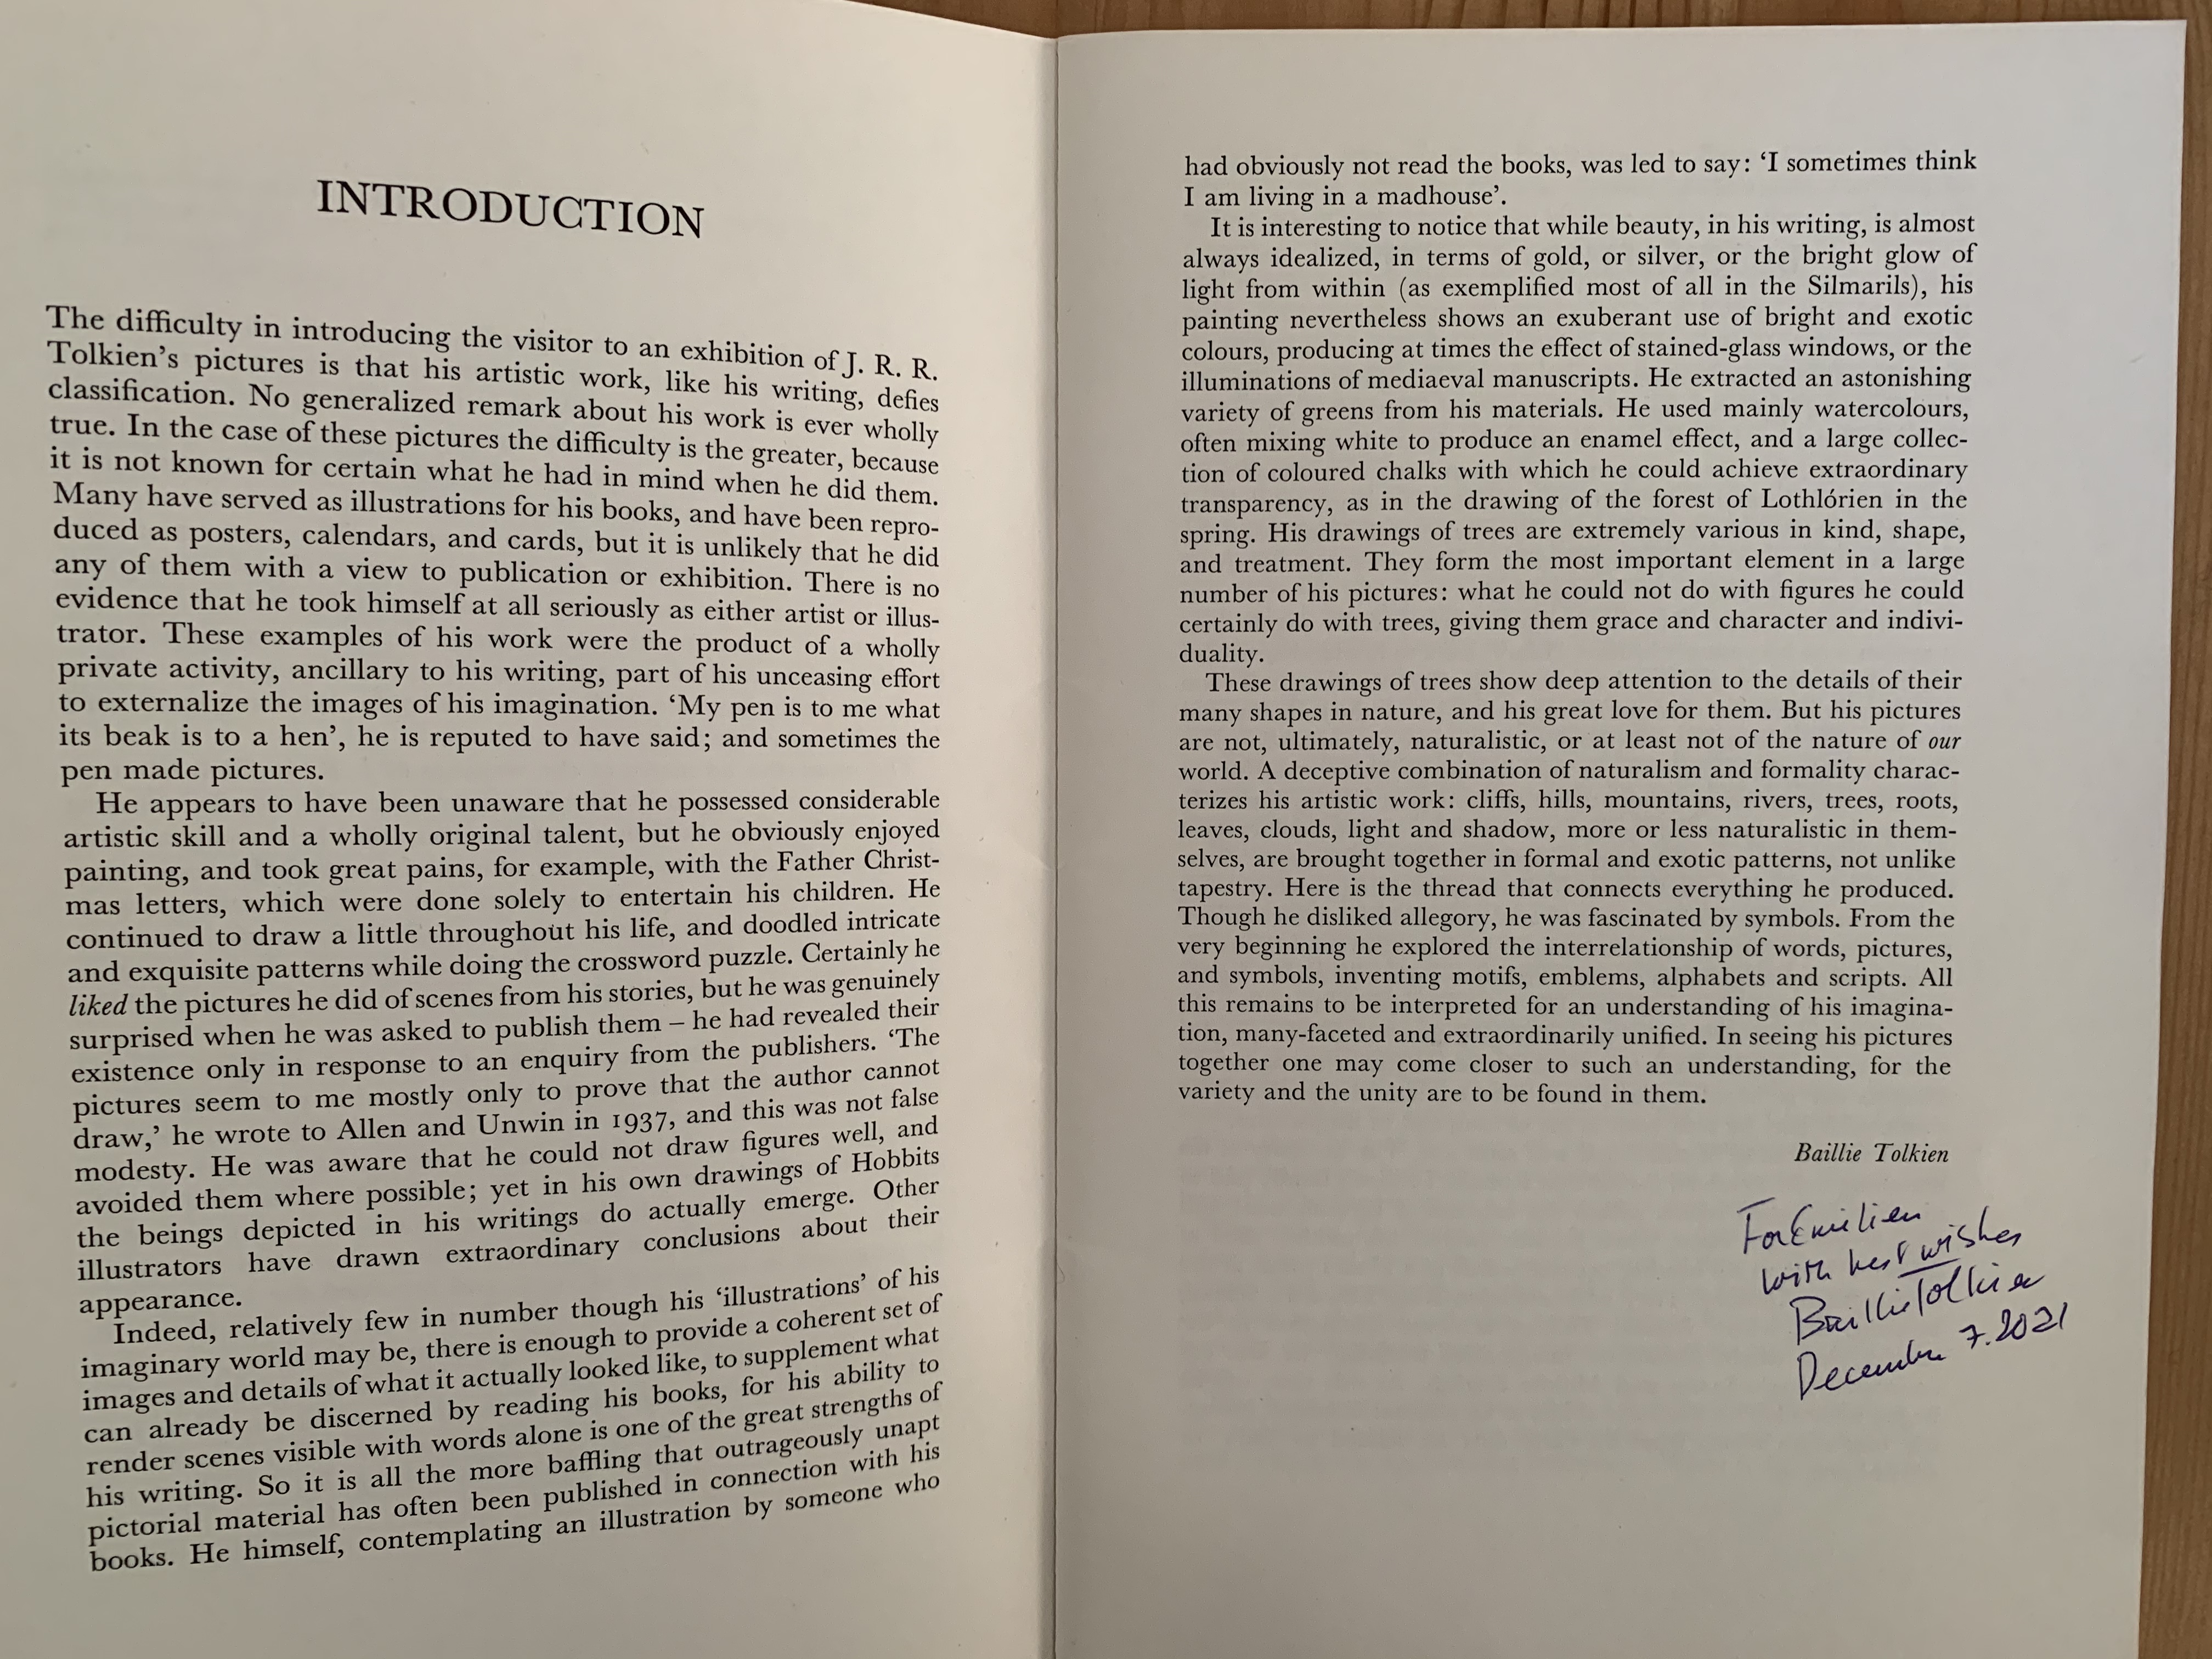 INTRODUCTION
The difficulty in introducing the visitor to an exhibition of J. R. R.
Tolkien's pictures is that his artistic work, like his writing, defies
classification. No generalized remark about his work is ever wholly
true. In the case of these pictures the difficulty is the greater, because
it is not known for certain what he had in mind when he did them.
Many have served as illustrations for his books, and have been repro-
duced as posters, calendars, and cards, but it is unlikely that he did
any of them with a view to publication or exhibition. There is no
evidence that he took himself at all seriously as either artist or illus-
trator. These examples of his work were the product of a wholly
private activity, ancillary to his writing, part of his unceasing effort
to externalize the images of his imagination. ‘My pen is to me what
its beak is to a hen’, he is reputed to have said; and sometimes the
pen made pictures.
He appears to have been unaware that he possessed considerable
artistic skill and a wholly original talent, but he obviously enjoyed
painting, and took great pains, for example, with the Father Christ-
mas letters, which were done solely to entertain his children. He
continued to draw a little throughout his life, and doodled intricate
and exquisite patterns while doing the crossword puzzle. Certainly he
liked the pictures he did of scenes from his stories, but he was genuinely
surprised when he was asked to publish them – he had revealed their
existence only in response to an enquiry from the publishers. ‘The
pictures seem to me mostly only to prove that the author cannot
draw,’ he wrote to Allen and Unwin in 1937, and this was not false
modesty. He was aware that he could not draw figures well, and
avoided them where possible; yet in his own drawings of Hobbits
the beings depicted in his writings do actually emerge. Other
illustrators have drawn extraordinary conclusions about their
appearance.
Indeed, relatively few in number though his ‘illustrations’ of his
imaginary world may be, there is enough to provide a coherent set of
images and details of what it actually looked like, to supplement what
can already be discerned by reading his books, for his ability to
render scenes visible with words alone is one of the great strengths of
his writing. So it is all the more baffling that outrageously unapt
pictorial material has often been published in connection with his
books. He himself, contemplating an illustration by someone who
had obviously not read the books, was led to say: ‘I sometimes think
I am living in a madhouse’.
It is interesting to notice that while beauty, in his writing, is almost
always idealized, in terms of gold, or silver, or the bright glow of
light from within (as exemplified most of all in the Silmarils), his
painting nevertheless shows an exuberant use of bright and exotic
colours, producing at times the effect of stained-glass windows, or the
illuminations of mediaeval manuscripts. He extracted an astonishing
variety of greens from his materials. He used mainly watercolours,
often mixing white to produce an enamel effect, and a large collec-
tion of coloured chalks with which he could achieve extraordinary
transparency, as in the drawing of the forest of Lothlórien in the
spring. His drawings of trees are extremely various in kind, shape,
and treatment. They form the most important element in a large
number of his pictures: what he could not do with figures he could
certainly do with trees, giving them grace and character and indivi-
duality.
These drawings of trees show deep attention to the details of their
many shapes in nature, and his great love for them. But his pictures
are not, ultimately, naturalistic, or at least not of the nature of our
world. A deceptive combination of naturalism and formality charac-
terizes his artistic work: cliffs, hills, mountains, rivers, trees, roots,
leaves, clouds, light and shadow, more or less naturalistic in them-
selves, are brought together in formal and exotic patterns, not unlike
tapestry. Here is the thread that connects everything he produced.
Though he disliked allegory, he was fascinated by symbols. From the
very beginning he explored the interrelationship of words, pictures,
and symbols, inventing motifs, emblems, alphabets and scripts. All
this remains to be interpreted for an understanding of his imagina-
tion, many-faceted and extraordinarily unified. In seeing his pictures
together one may come closer to such an understanding, for the
variety and the unity are to be found in them.
Baillie Tolkien
For Emilien
with best wishes
Baillie Tolkien
December 7. 2021